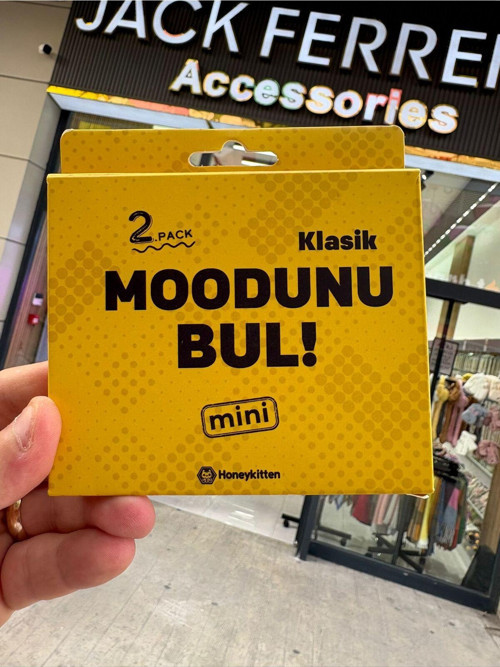 JACK FERRE
Accessories
2.PACK
Klasik
MOODUNU
BUL!
mini
Honeykitten